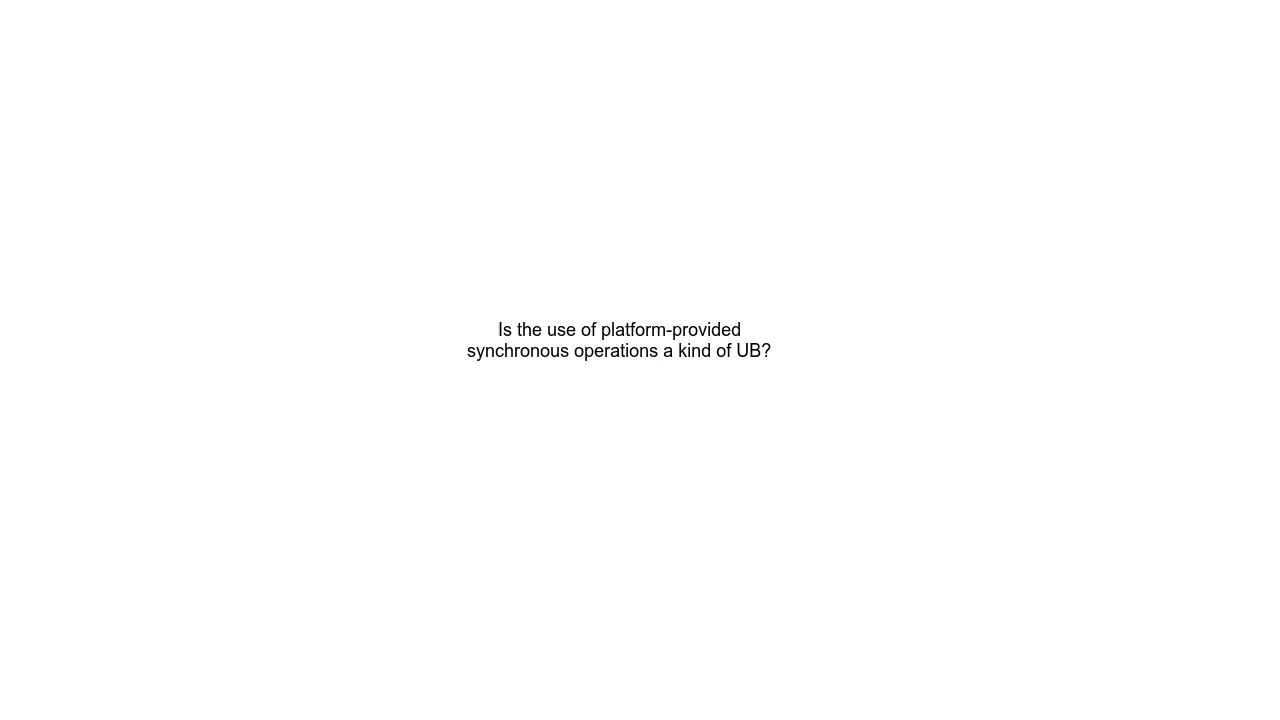 Is the use of platform-provided
synchronous operations a kind of UB?